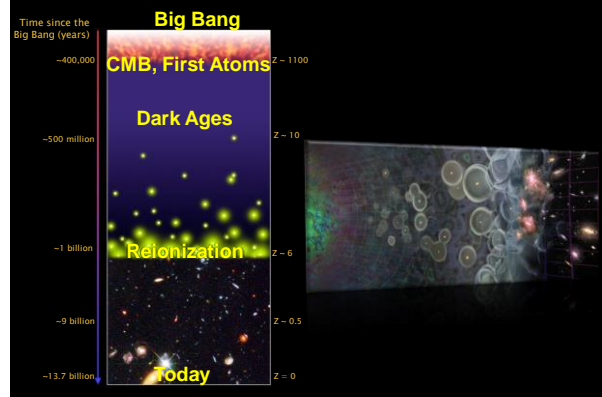 Time since the
Big Bang (years)
Big Bang
~400,000
CMB, First Atoms
Z ~ 1100
Dark Ages
~500 million
Z ~ 10
~1 billion
Reionization
Z ~ 6
~9 billion
Z ~ 0.5
~13.7 billion
Today
Z = 0